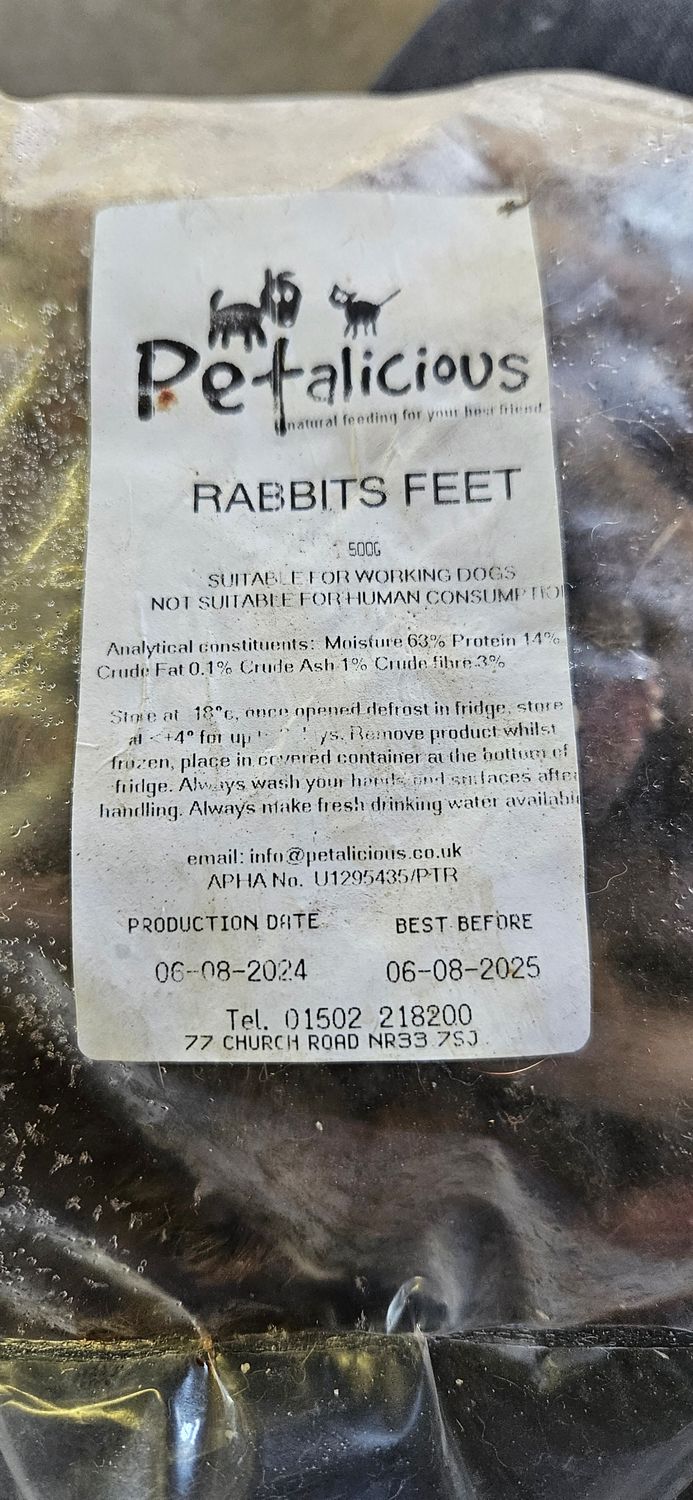 Petalicious
natural feeding for your best friend
RABBITS FEET
500G
SUITABLE FOR WORKING DOGS
NOT SUITABLE FOR HUMAN CONSUMPTION
Analytical constituents: Moisture 63% Protein 14%
Crude Fat 0.1% Crude Ash 1% Crude fibre 3%
Store at 18°c, once opened defrost in fridge, store
at <+4° for up Remove product whilst
frozen, place in covered container at the bottom of
fridge. Always wash your hands and surfaces after
handling. Always make fresh drinking water available
email: info@petalicious.co.uk
APHA No. U1295435/PTR
PRODUCTION DATE BEST BEFORE
06-08-2024 06-08-2025
Tel. 01502 218200
77 CHURCH ROAD NR33 7SJ